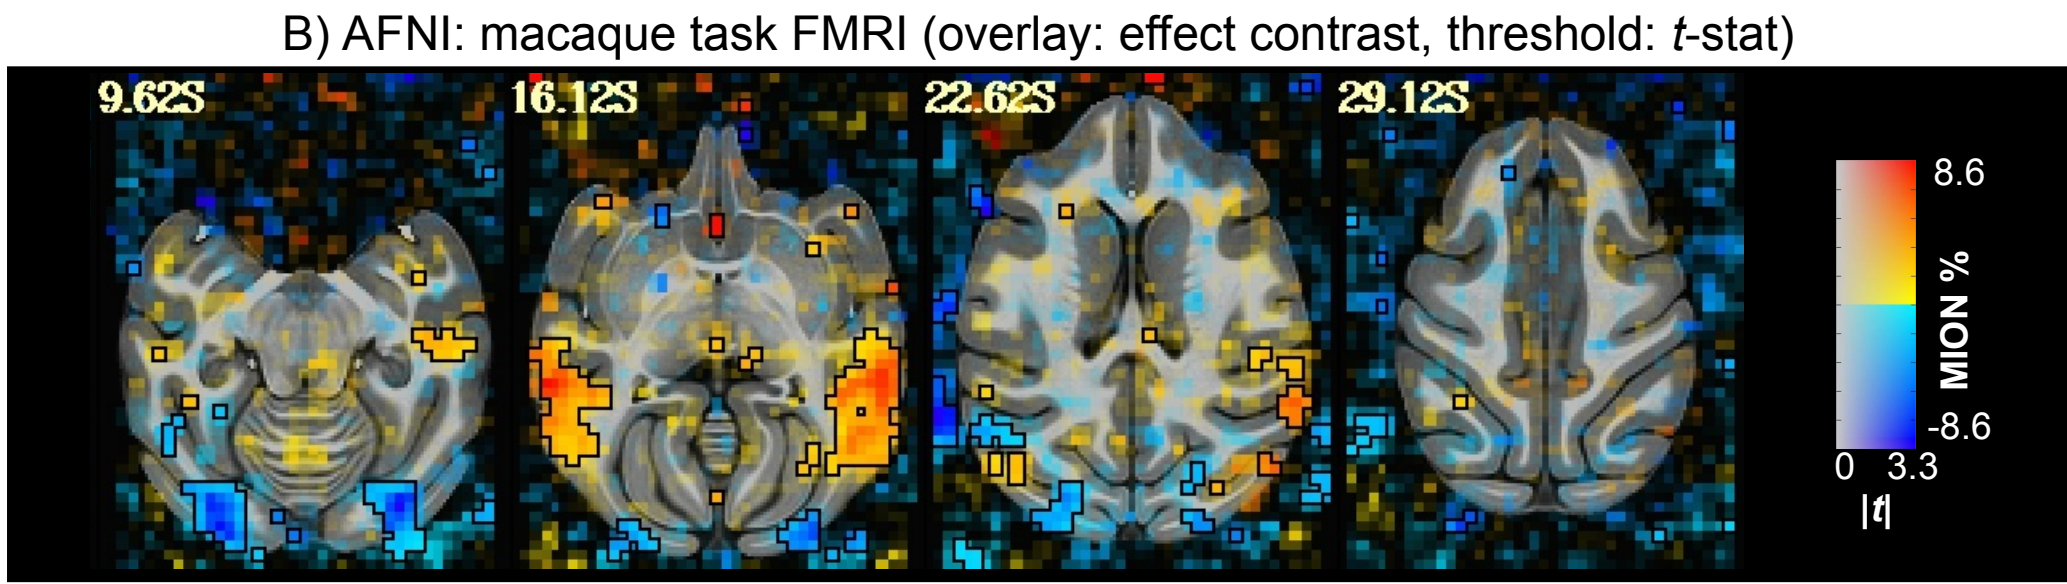 B) AFNI: macaque task FMRI (overlay: effect contrast, threshold: t-stat)
9.62S 16.12S 22.62S 29.12S
8.6
MION %
-8.6
0 3.3
|t|